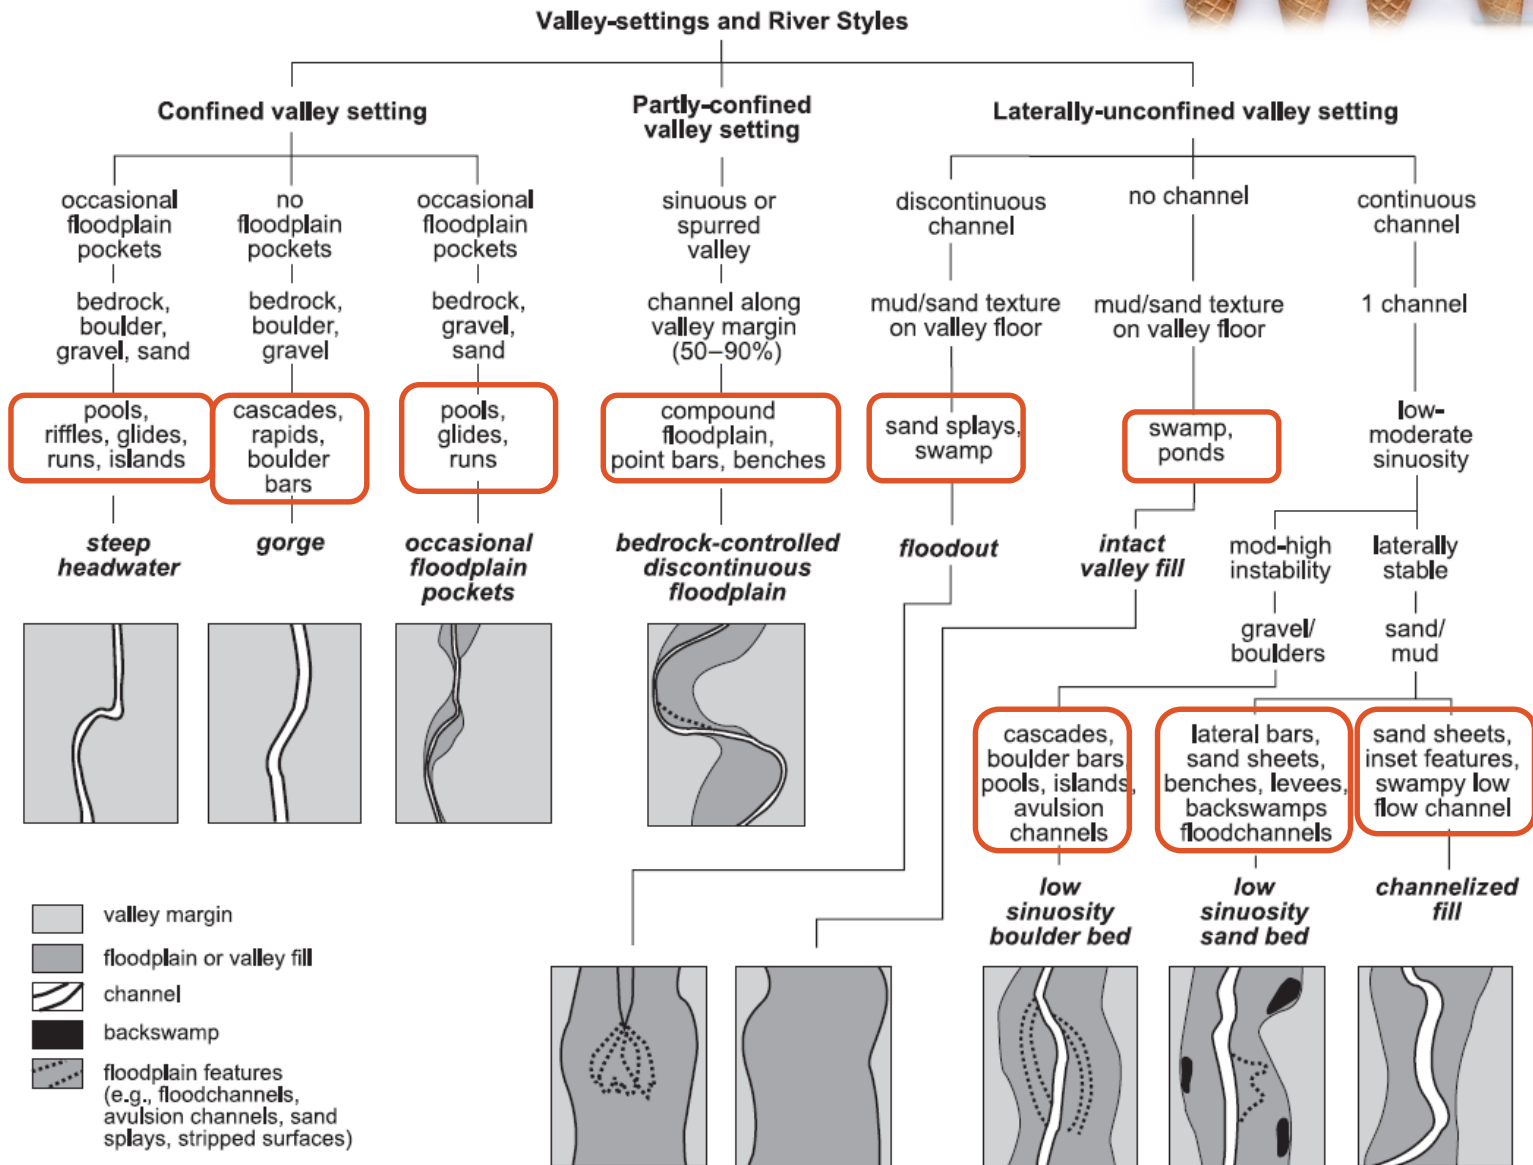 Valley-settings and River Styles
Confined valley setting
Partly-confined
valley setting
Laterally-unconfined valley setting
occasional
floodplain
pockets
no
floodplain
pockets
occasional
floodplain
pockets
sinuous or
spurred
valley
discontinuous
channel
no channel
continuous
channel
bedrock,
boulder,
gravel, sand
bedrock,
boulder,
gravel
bedrock,
gravel,
sand
channel along
valley margin
(50–90%)
mud/sand texture
on valley floor
mud/sand texture
on valley floor
1 channel
pools,
riffles, glides,
runs, islands
cascades,
rapids,
boulder
bars
pools,
glides,
runs
compound
floodplain,
point bars, benches
sand splays,
swamp
swamp,
ponds
low-
moderate
sinuosity
steep
headwater
gorge
occasional
floodplain
pockets
bedrock-controlled
discontinuous
floodplain
floodout
intact
valley fill
mod-high
instability
laterally
stable
gravel/
boulders
sand/
mud
cascades,
boulder bars,
pools, islands,
avulsion
channels
lateral bars,
sand sheets,
benches, levees,
backswamps
floodchannels
sand sheets,
inset features,
swampy low
flow channel
low
sinuosity
boulder bed
low
sinuosity
sand bed
channelized
fill
valley margin
floodplain or valley fill
channel
backswamp
floodplain features
(e.g., floodchannels,
avulsion channels, sand
splays, stripped surfaces)